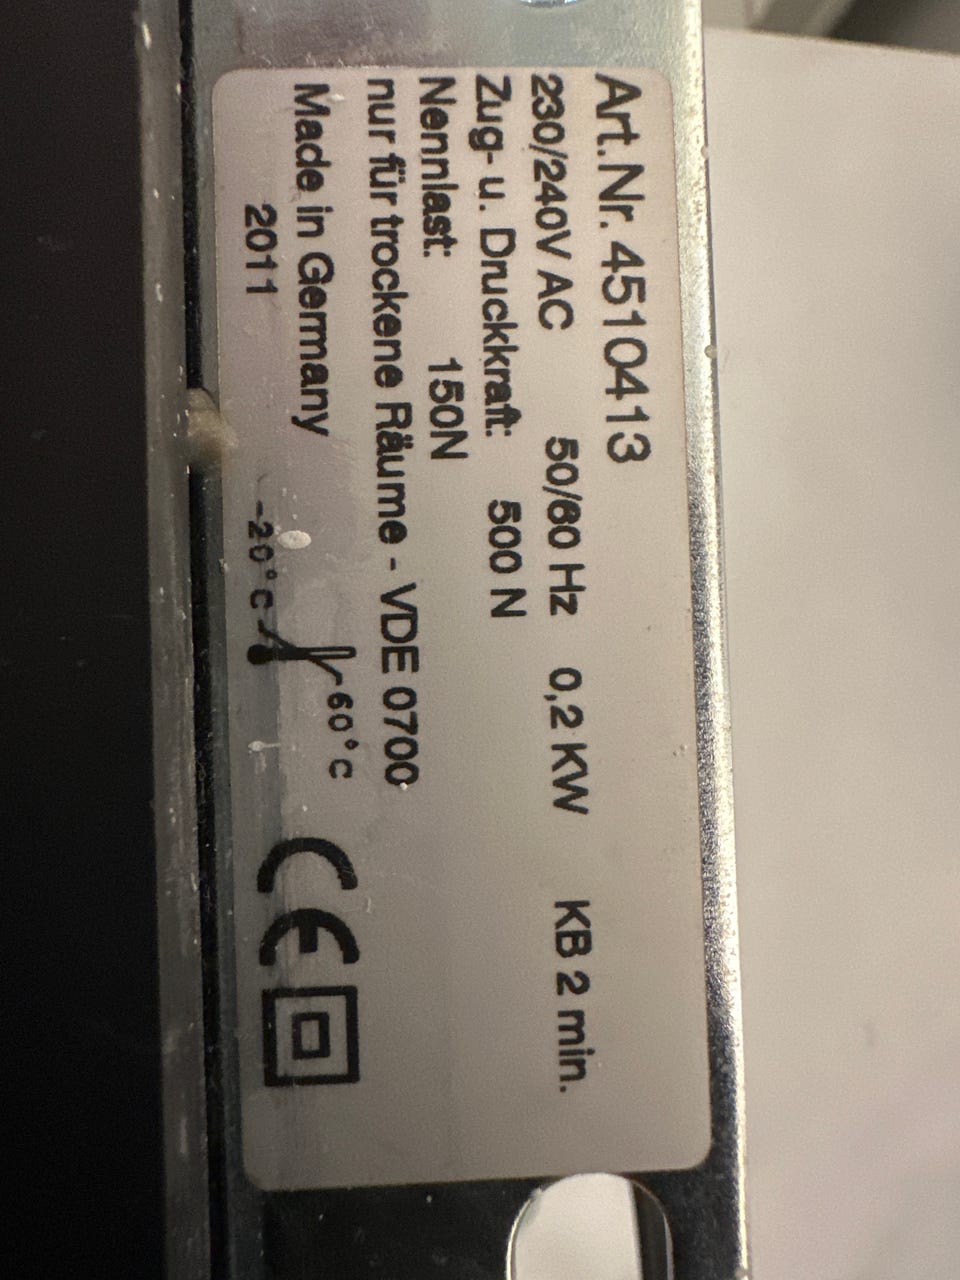 Art.Nr. 4510413
230/240V AC 50/60 Hz 0,2 KW KB 2 min.
Zug- u. Druckkraft: 500 N
Nennlast: 150N
nur für trockene Räume - VDE 0700
Made in Germany
2011 -20°C 60°C CE